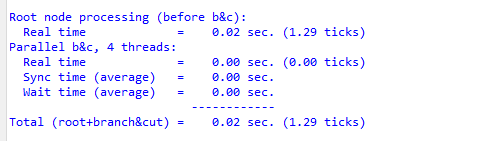 Root node processing (before b&c):
  Real time             =    0.02 sec. (1.29 ticks)
Parallel b&c, 4 threads:
  Real time             =    0.00 sec. (0.00 ticks)
  Sync time (average)   =    0.00 sec.
  Wait time (average)   =    0.00 sec.
                          ------------
Total (root+branch&cut) =    0.02 sec. (1.29 ticks)